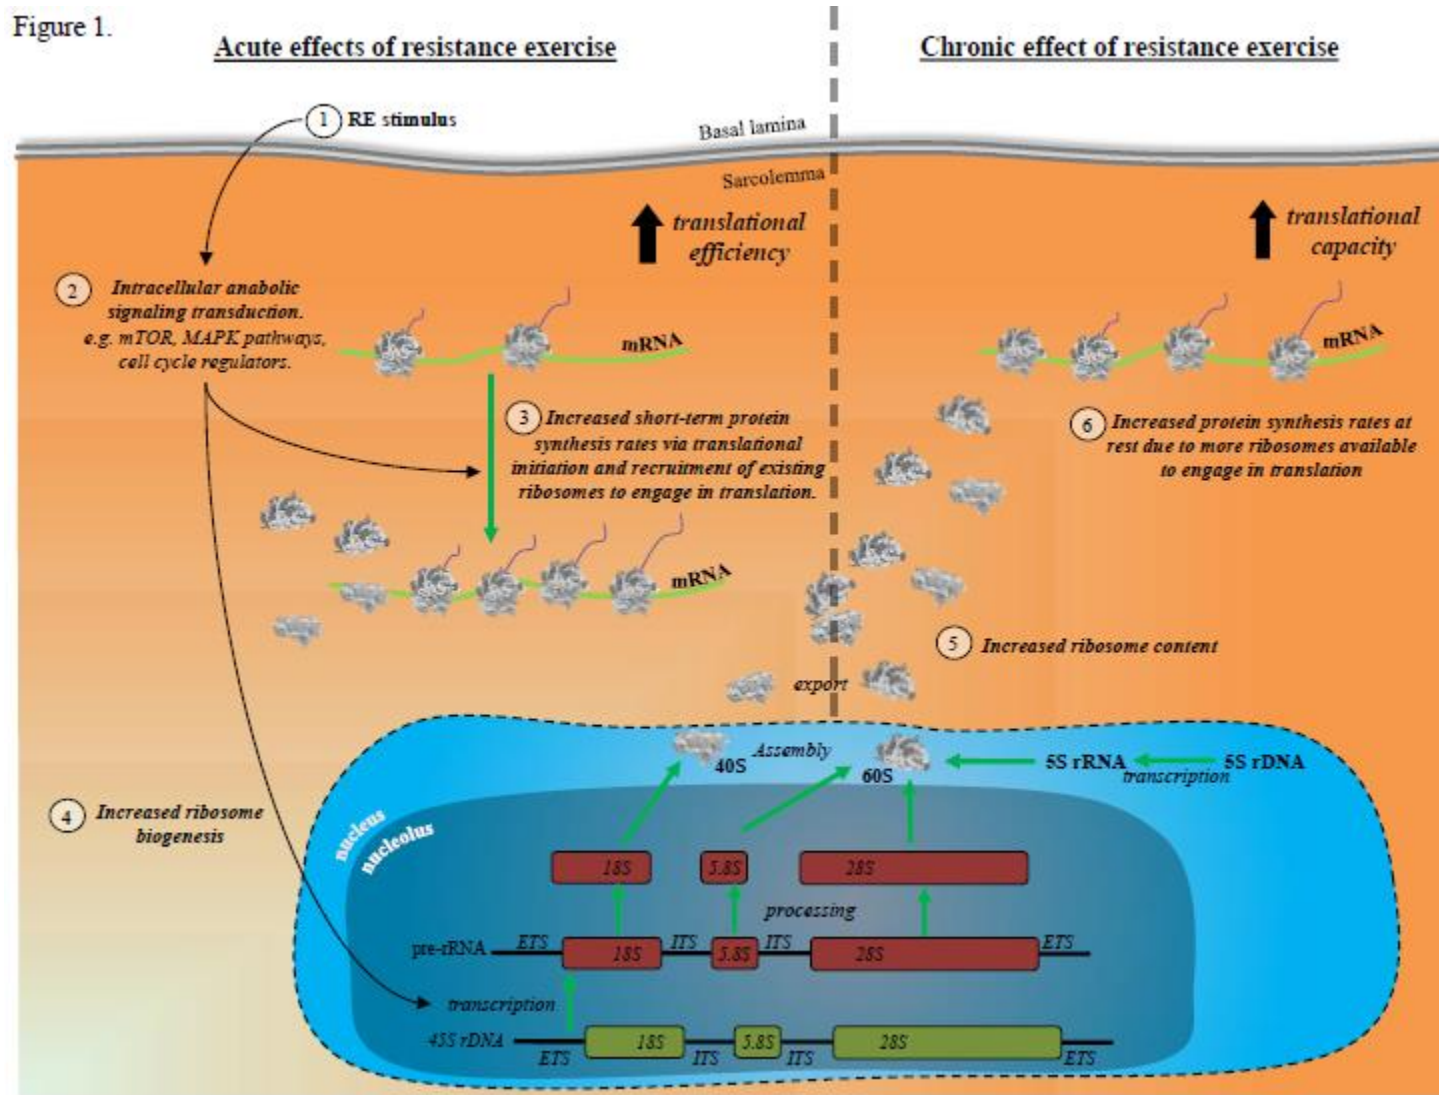 Figure 1.
Acute effects of resistance exercise
Chronic effect of resistance exercise
1 RE stimulus
Basal lamina
Sarcolemma
translational
efficiency
translational
capacity
2 Intracellular anabolic
signaling transduction.
e.g. mTOR, MAPK pathways,
cell cycle regulators.
mRNA
mRNA
3 Increased short-term protein
synthesis rates via translational
initiation and recruitment of existing
ribosomes to engage in translation.
6 Increased protein synthesis rates at
rest due to more ribosomes available
to engage in translation
mRNA
5 Increased ribosome content
export
40S
Assembly
60S
5S rRNA
transcription
5S rDNA
4 Increased ribosome
biogenesis
nucleus
nucleolus
18S
5.8S
28S
processing
pre-rRNA
ETS
18S
ITS
5.8S
ITS
28S
ETS
transcription
45S rDNA
ETS
18S
ITS
5.8S
ITS
28S
ETS